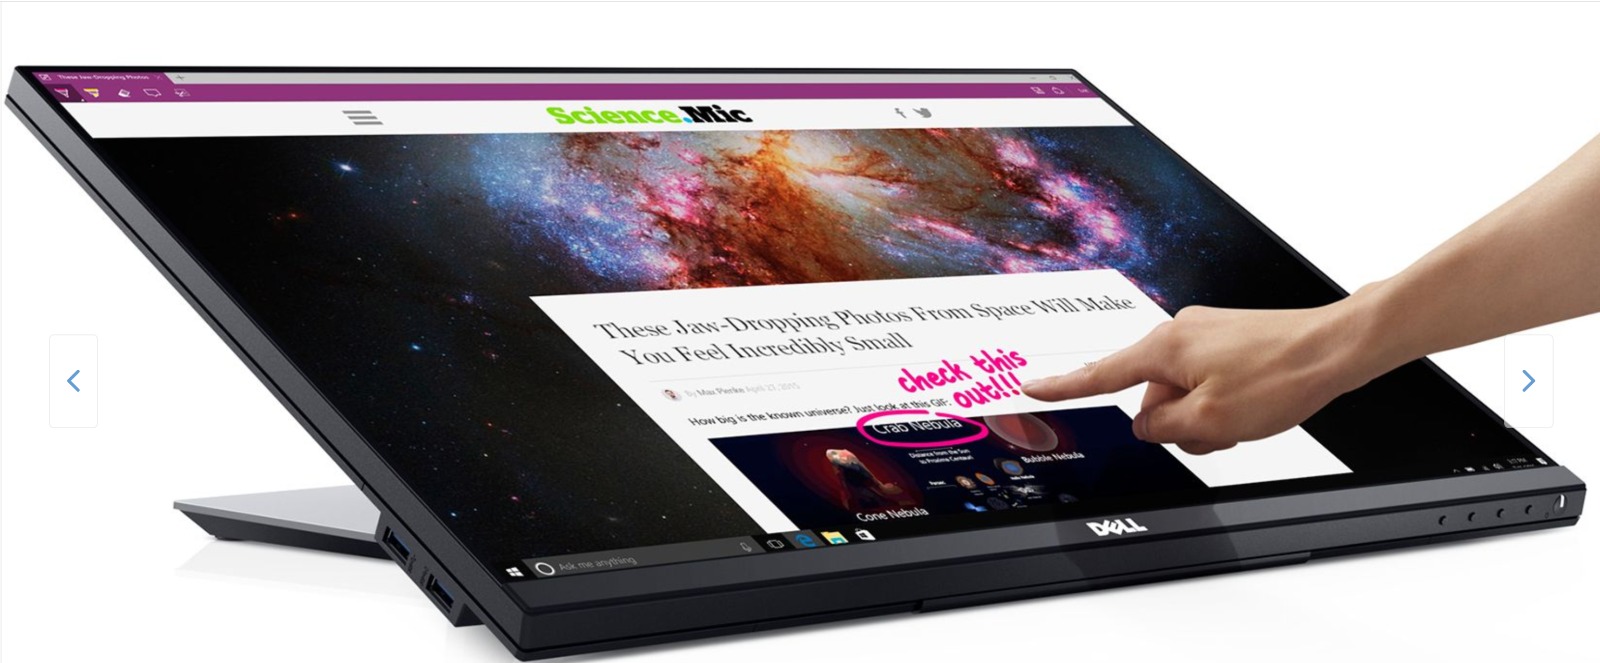 These Jaw-Dropping Photos
Science.Mic
These Jaw-Dropping Photos From Space Will Make
You Feel Incredibly Small
By Max Plenke April 27, 2015
check this
out!!!
How big is the known universe? Just look at this GIF:
Crab Nebula
Distance from the Sun
to Proxima Centauri
Bubble Nebula
Cone Nebula
Ask me anything
DELL